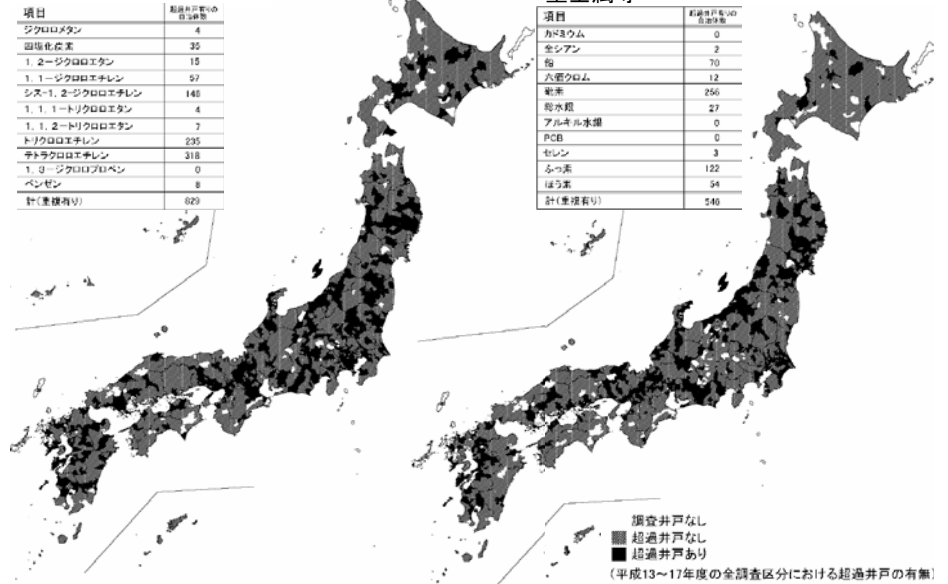 項目 超過井戸有りの自治体数
ジクロロメタン 4
四塩化炭素 35
1，2－ジクロロエタン 15
1，1－ジクロロエチレン 57
シス－1，2－ジクロロエチレン 146
1，1，1－トリクロロエタン 4
1，1，2－トリクロロエタン 7
トリクロロエチレン 235
テトラクロロエチレン 318
1，3－ジクロロプロペン 0
ベンゼン 8
計(重複有り) 829
重金属等
項目 超過井戸有りの自治体数
カドミウム 0
全シアン 2
鉛 70
六価クロム 12
砒素 256
総水銀 27
アルキル水銀 0
PCB 0
セレン 3
ふっ素 122
ほう素 54
計(重複有り) 546
調査井戸なし
超過井戸なし
超過井戸あり
(平成13～17年度の全調査区分における超過井戸の有無)